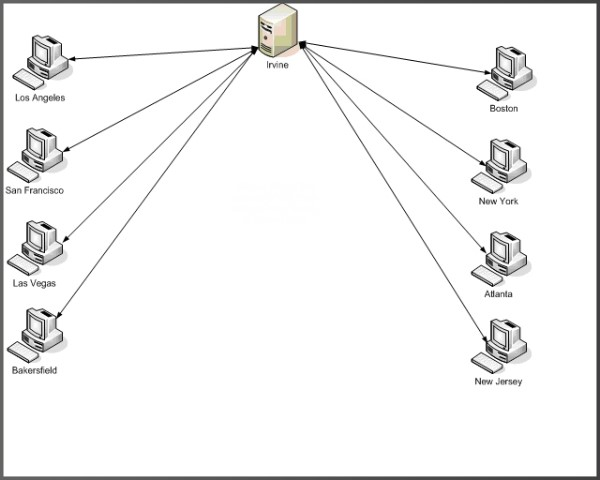 Irvine
Los Angeles
Boston
San Francisco
New York
Las Vegas
Atlanta
Bakersfield
New Jersey